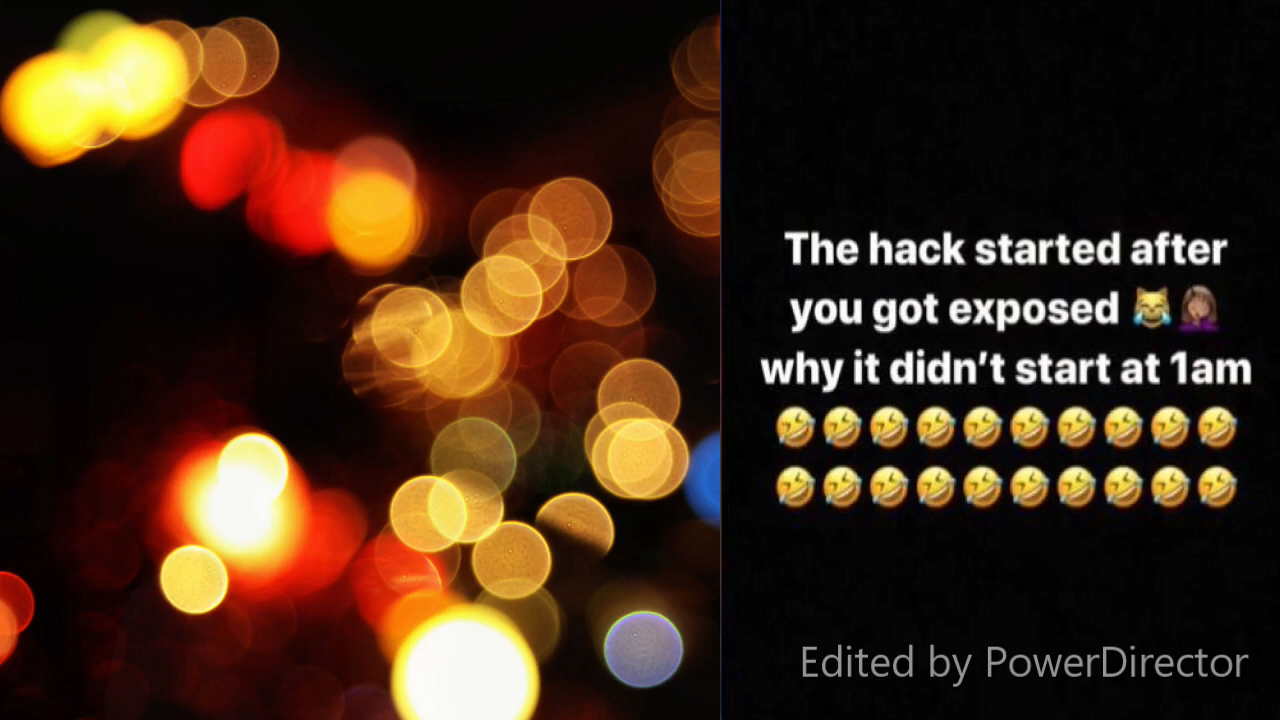 The hack started after
you got exposed 😹🤦🏽‍♀️
why it didn’t start at 1am
🤣🤣🤣🤣🤣🤣🤣🤣🤣🤣
🤣🤣🤣🤣🤣🤣🤣🤣🤣🤣
Edited by PowerDirector